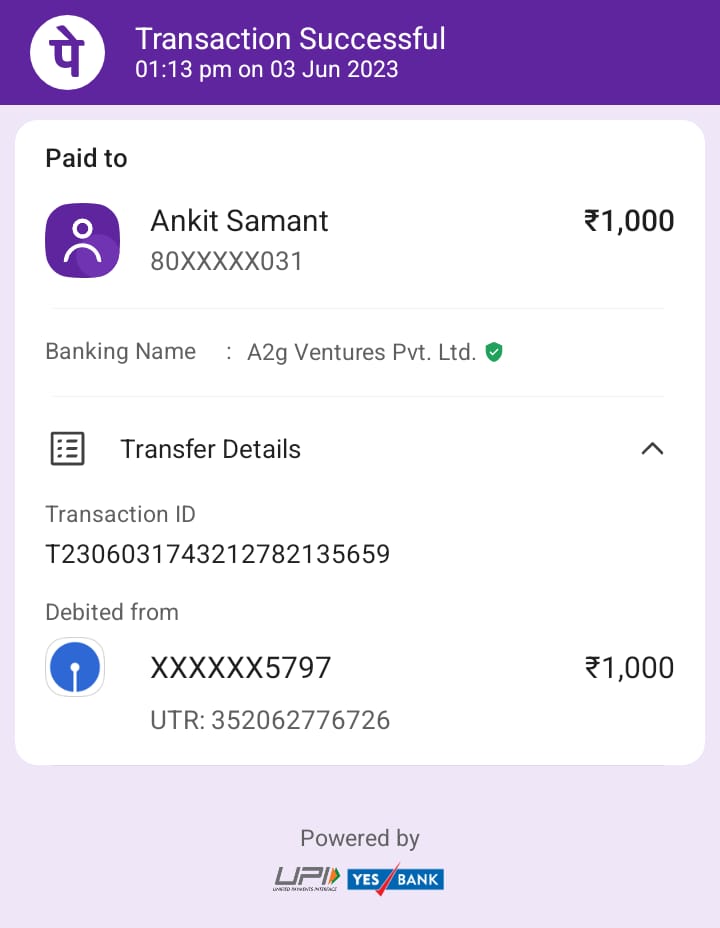 पे
Transaction Successful
01:13 pm on 03 Jun 2023
Paid to
Ankit Samant ₹1,000
80XXXXX031
Banking Name : A2g Ventures Pvt. Ltd.
Transfer Details
Transaction ID
T2306031743212782135659
Debited from
XXXXXX5797 ₹1,000
UTR: 352062776726
Powered by
UPI YES BANK
UNIFIED PAYMENTS INTERFACE